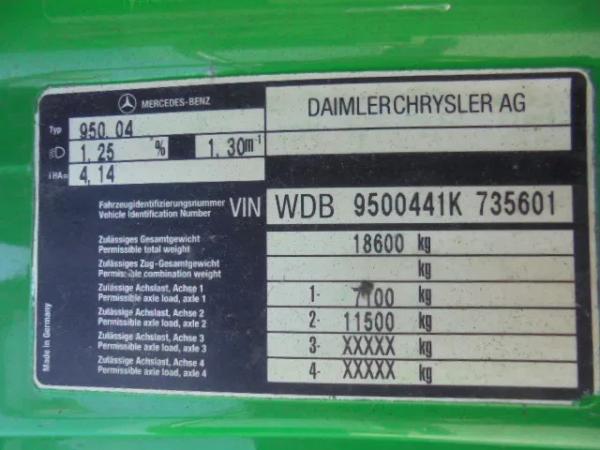 MERCEDES-BENZ
DAIMLERCHRYSLER AG
Typ 950.04
1,25 % 1,30m⁻¹
iHA= 4,14
Fahrzeugidentifizierungsnummer
Vehicle Identification Number
VIN WDB 9500441K 735601
Zulässiges Gesamtgewicht
Permissible total weight
18600 kg
Zulässiges Zug-Gesamtgewicht
Permissible combination weight
kg
Zulässige Achslast, Achse 1
Permissible axle load, axle 1
1- 7100 kg
Zulässige Achslast, Achse 2
Permissible axle load, axle 2
2- 11500 kg
Zulässige Achslast, Achse 3
Permissible axle load, axle 3
3- XXXXX kg
Zulässige Achslast, Achse 4
Permissible axle load, axle 4
4- XXXXX kg
Made in Germany